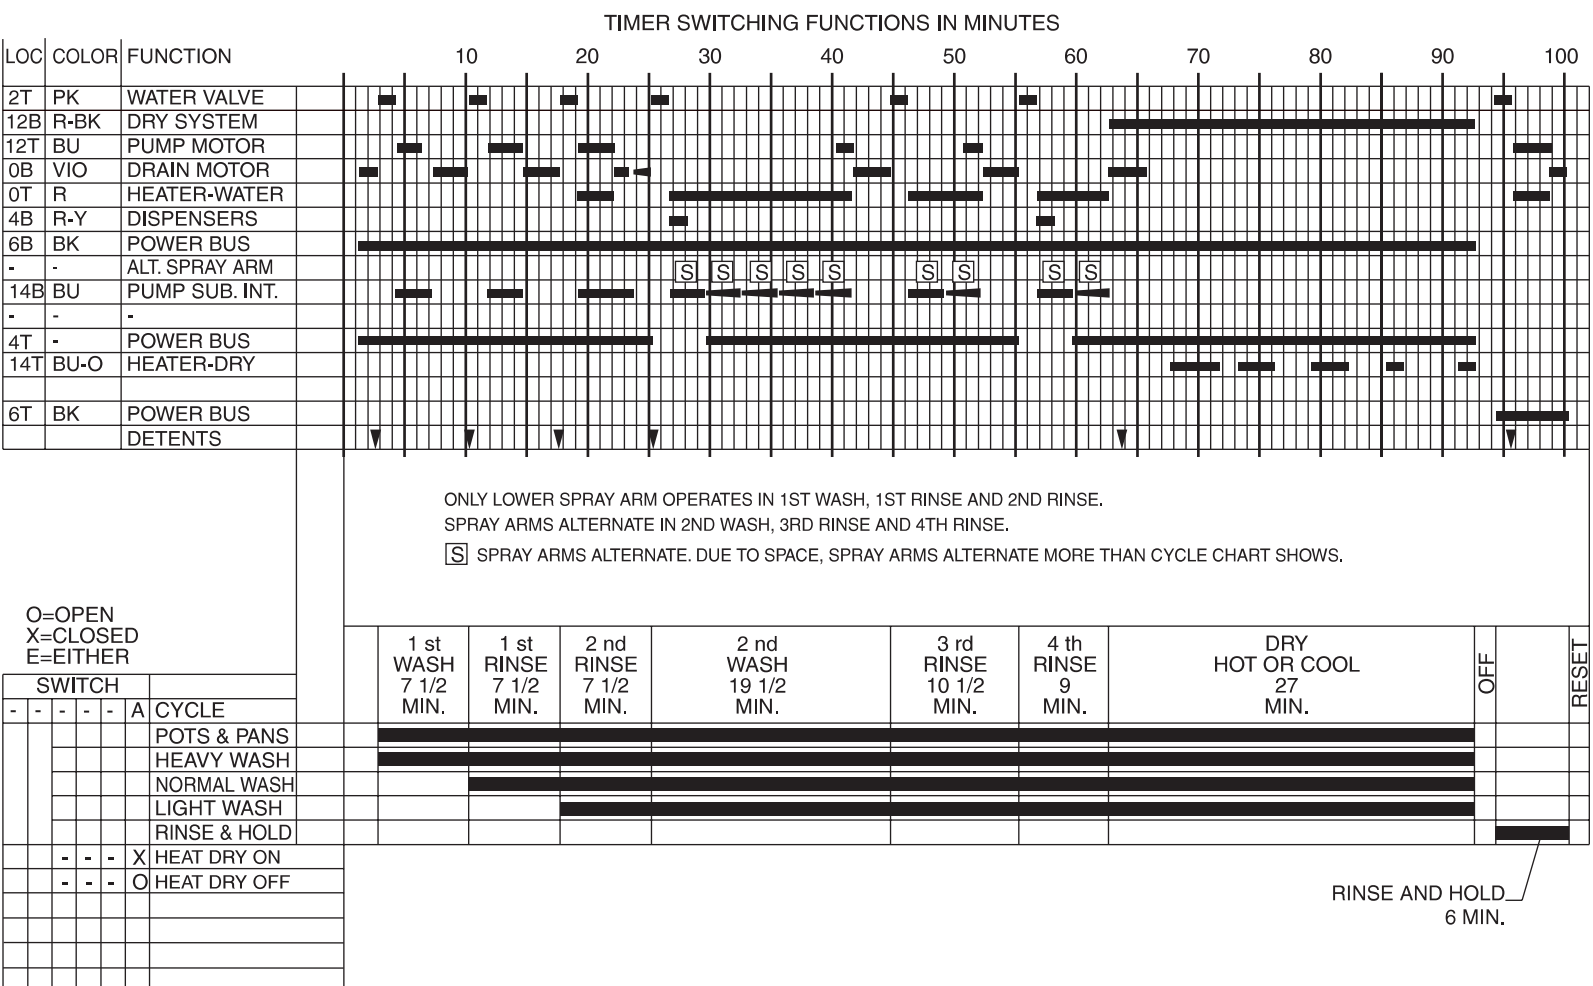 TIMER SWITCHING FUNCTIONS IN MINUTES
LOC COLOR FUNCTION 10 20 30 40 50 60 70 80 90 100
2T PK WATER VALVE
12B R-BK DRY SYSTEM
12T BU PUMP MOTOR
0B VIO DRAIN MOTOR
0T R HEATER-WATER
4B R-Y DISPENSERS
6B BK POWER BUS
- - ALT. SPRAY ARM S S S S S S S S S
14B BU PUMP SUB. INT.
- - -
4T - POWER BUS
14T BU-O HEATER-DRY
6T BK POWER BUS
DETENTS
ONLY LOWER SPRAY ARM OPERATES IN 1ST WASH, 1ST RINSE AND 2ND RINSE.
SPRAY ARMS ALTERNATE IN 2ND WASH, 3RD RINSE AND 4TH RINSE.
S SPRAY ARMS ALTERNATE. DUE TO SPACE, SPRAY ARMS ALTERNATE MORE THAN CYCLE CHART SHOWS.
O=OPEN
X=CLOSED
E=EITHER
1 st 1 st 2 nd 2 nd 3 rd 4 th DRY
WASH RINSE RINSE WASH RINSE RINSE HOT OR COOL
7 1/2 7 1/2 7 1/2 19 1/2 10 1/2 9 27
MIN. MIN. MIN. MIN. MIN. MIN. MIN.
OFF
RESET
SWITCH
- - - - - A CYCLE
POTS & PANS
HEAVY WASH
NORMAL WASH
LIGHT WASH
RINSE & HOLD
- - - X HEAT DRY ON
- - - O HEAT DRY OFF
RINSE AND HOLD
6 MIN.